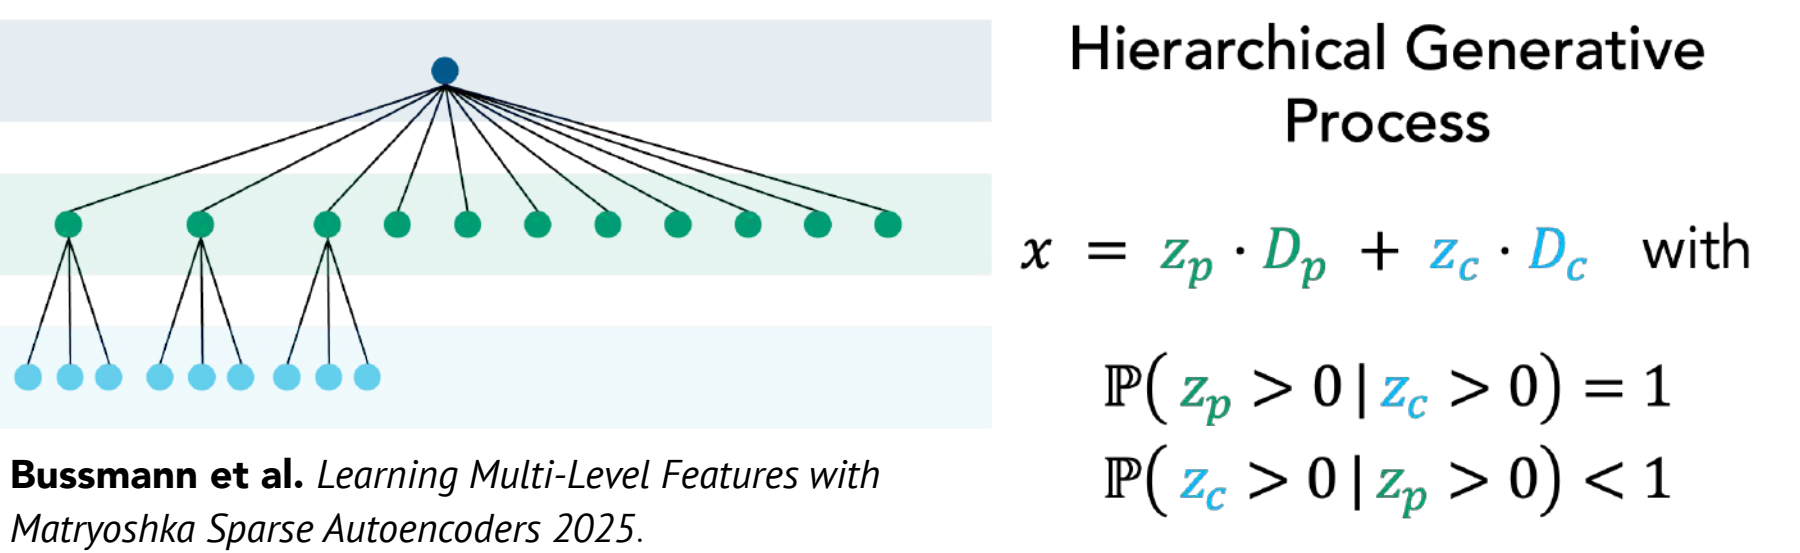 Hierarchical Generative
Process
x = z_p · D_p + z_c · D_c with
ℙ( z_p > 0 | z_c > 0) = 1
ℙ( z_c > 0 | z_p > 0) < 1
Bussmann et al. Learning Multi-Level Features with
Matryoshka Sparse Autoencoders 2025.